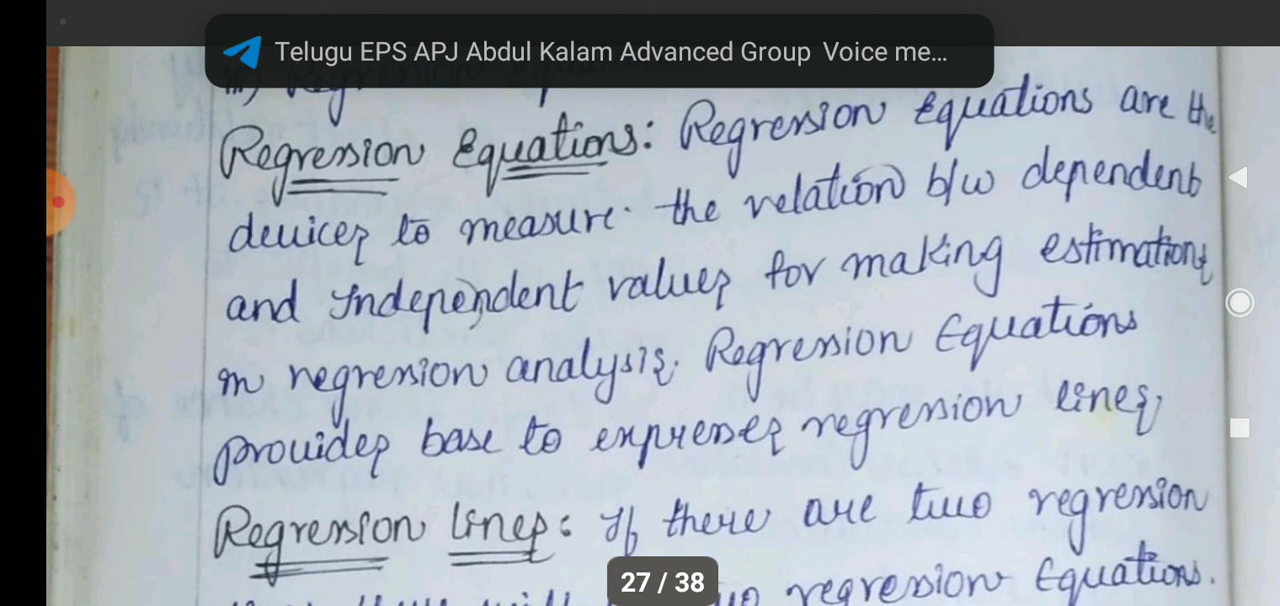 Telugu EPS APJ Abdul Kalam Advanced Group Voice me...
Regression Equations: Regression Equations are the
devices to measure the relation b/w dependent
and Independent values for making estimations
in regression analysis. Regression Equations
provides base to expresses regression lines.
Regression lines: If there are two regression
regression Equations.
27 / 38